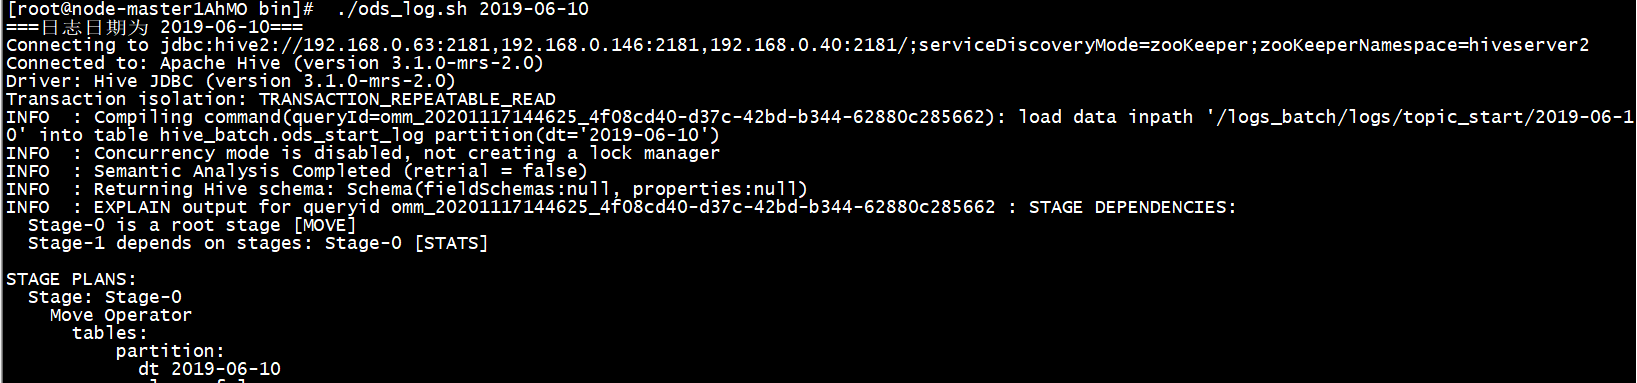 [root@node-master1AhMO bin]#  ./ods_log.sh 2019-06-10
===日志日期为 2019-06-10===
Connecting to jdbc:hive2://192.168.0.63:2181,192.168.0.146:2181,192.168.0.40:2181/;serviceDiscoveryMode=zooKeeper;zooKeeperNamespace=hiveserver2
Connected to: Apache Hive (version 3.1.0-mrs-2.0)
Driver: Hive JDBC (version 3.1.0-mrs-2.0)
Transaction isolation: TRANSACTION_REPEATABLE_READ
INFO  : Compiling command(queryId=omm_20201117144625_4f08cd40-d37c-42bd-b344-62880c285662): load data inpath '/logs_batch/logs/topic_start/2019-06-1
0' into table hive_batch.ods_start_log partition(dt='2019-06-10')
INFO  : Concurrency mode is disabled, not creating a lock manager
INFO  : Semantic Analysis Completed (retrial = false)
INFO  : Returning Hive schema: Schema(fieldSchemas:null, properties:null)
INFO  : EXPLAIN output for queryid omm_20201117144625_4f08cd40-d37c-42bd-b344-62880c285662 : STAGE DEPENDENCIES:
  Stage-0 is a root stage [MOVE]
  Stage-1 depends on stages: Stage-0 [STATS]
STAGE PLANS:
  Stage: Stage-0
    Move Operator
      tables:
          partition:
            dt 2019-06-10